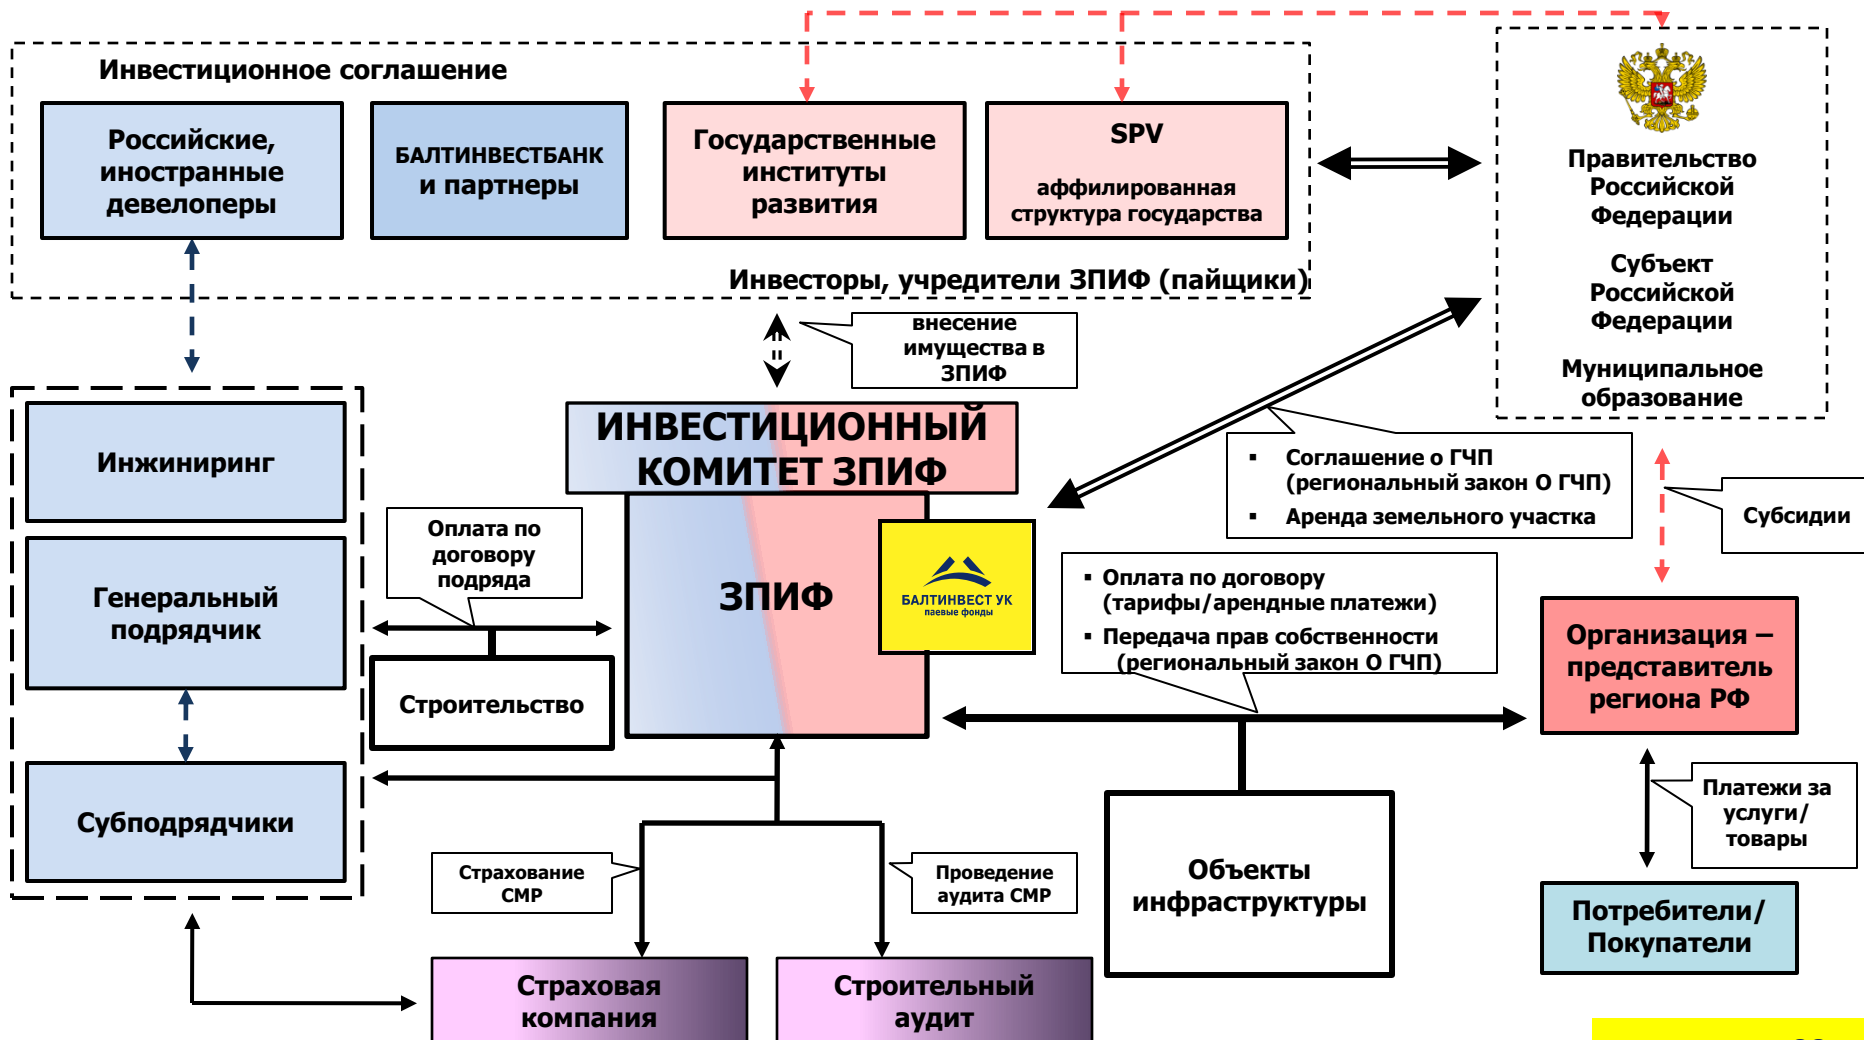 Инвестиционное соглашение
Российские,
иностранные
девелоперы
БАЛТИНВЕСТБАНК
и партнеры
Государственные
институты
развития
SPV
аффилированная
структура государства
Инвесторы, учредители ЗПИФ (пайщики)
Правительство
Российской
Федерации
Субъект
Российской
Федерации
Муниципальное
образование
внесение
имущества в
ЗПИФ
ИНВЕСТИЦИОННЫЙ
КОМИТЕТ ЗПИФ
ЗПИФ
БАЛТИНВЕСТ УК
паевые фонды
▪ Соглашение о ГЧП
(региональный закон О ГЧП)
▪ Аренда земельного участка
Субсидии
Инжиниринг
Генеральный
подрядчик
Субподрядчики
Оплата по
договору
подряда
Строительство
▪ Оплата по договору
(тарифы/арендные платежи)
▪ Передача прав собственности
(региональный закон О ГЧП)
Организация –
представитель
региона РФ
Платежи за
услуги/
товары
Потребители/
Покупатели
Объекты
инфраструктуры
Страхование
СМР
Проведение
аудита СМР
Страховая
компания
Строительный
аудит